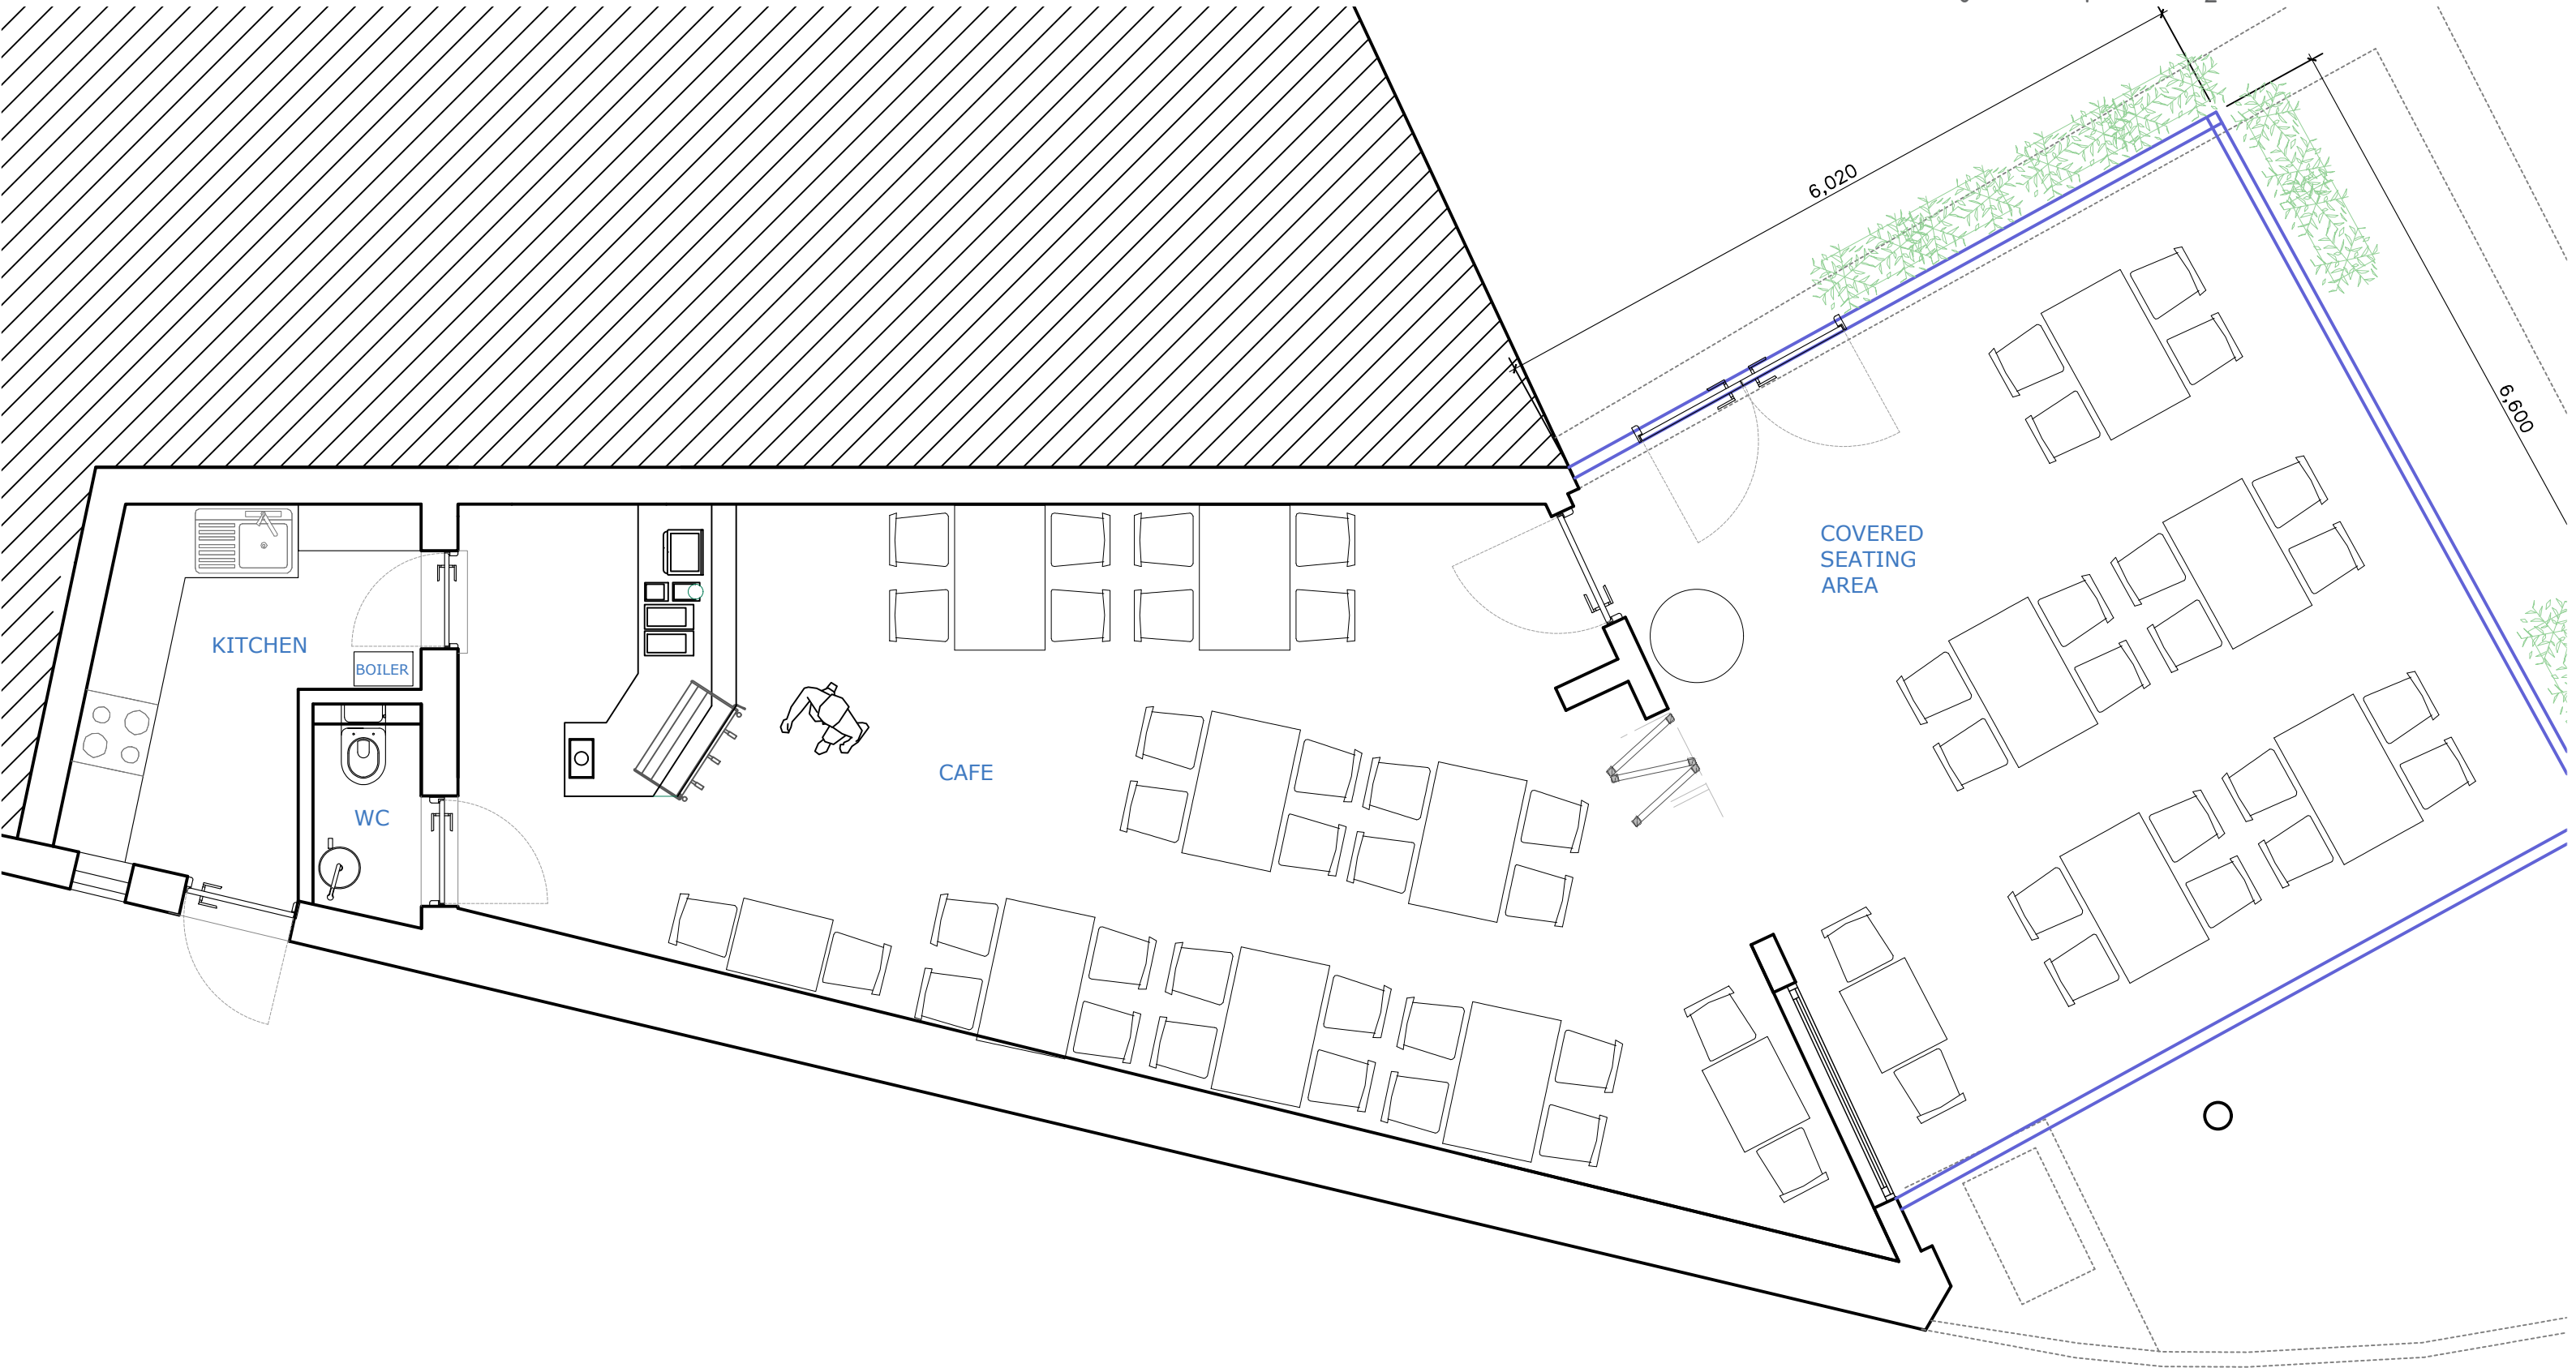 6,020
6,600
COVERED
SEATING
AREA
KITCHEN
BOILER
CAFE
WC